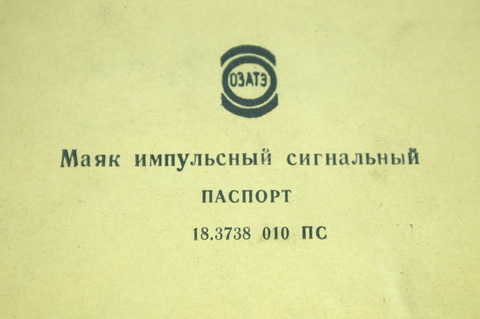 ОЗАТЭ
Маяк импульсный сигнальный
ПАСПОРТ
18.3738 010 ПС